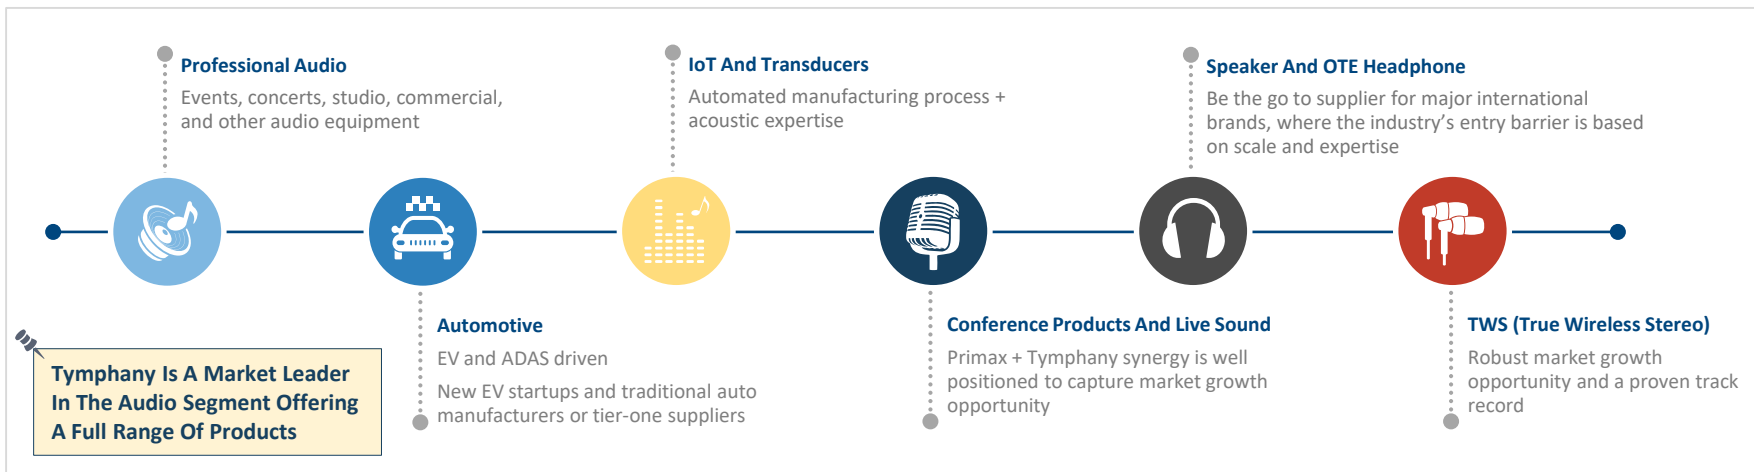 Professional Audio
Events, concerts, studio, commercial,
and other audio equipment
IoT And Transducers
Automated manufacturing process +
acoustic expertise
Speaker And OTE Headphone
Be the go to supplier for major international
brands, where the industry’s entry barrier is based
on scale and expertise
Automotive
EV and ADAS driven
New EV startups and traditional auto
manufacturers or tier-one suppliers
Conference Products And Live Sound
Primax + Tymphany synergy is well
positioned to capture market growth
opportunity
TWS (True Wireless Stereo)
Robust market growth
opportunity and a proven track
record
Tymphany Is A Market Leader
In The Audio Segment Offering
A Full Range Of Products